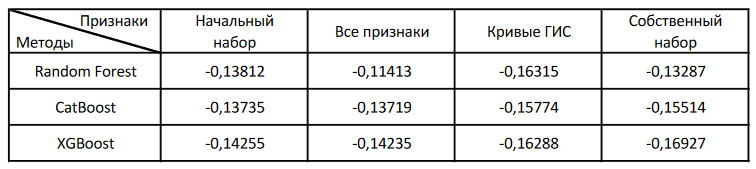 Признаки
Методы
Начальный
набор
Все признаки
Кривые ГИС
Собственный
набор
Random Forest -0,13812 -0,11413 -0,16315 -0,13287
CatBoost -0,13735 -0,13719 -0,15774 -0,15514
XGBoost -0,14255 -0,14235 -0,16288 -0,16927